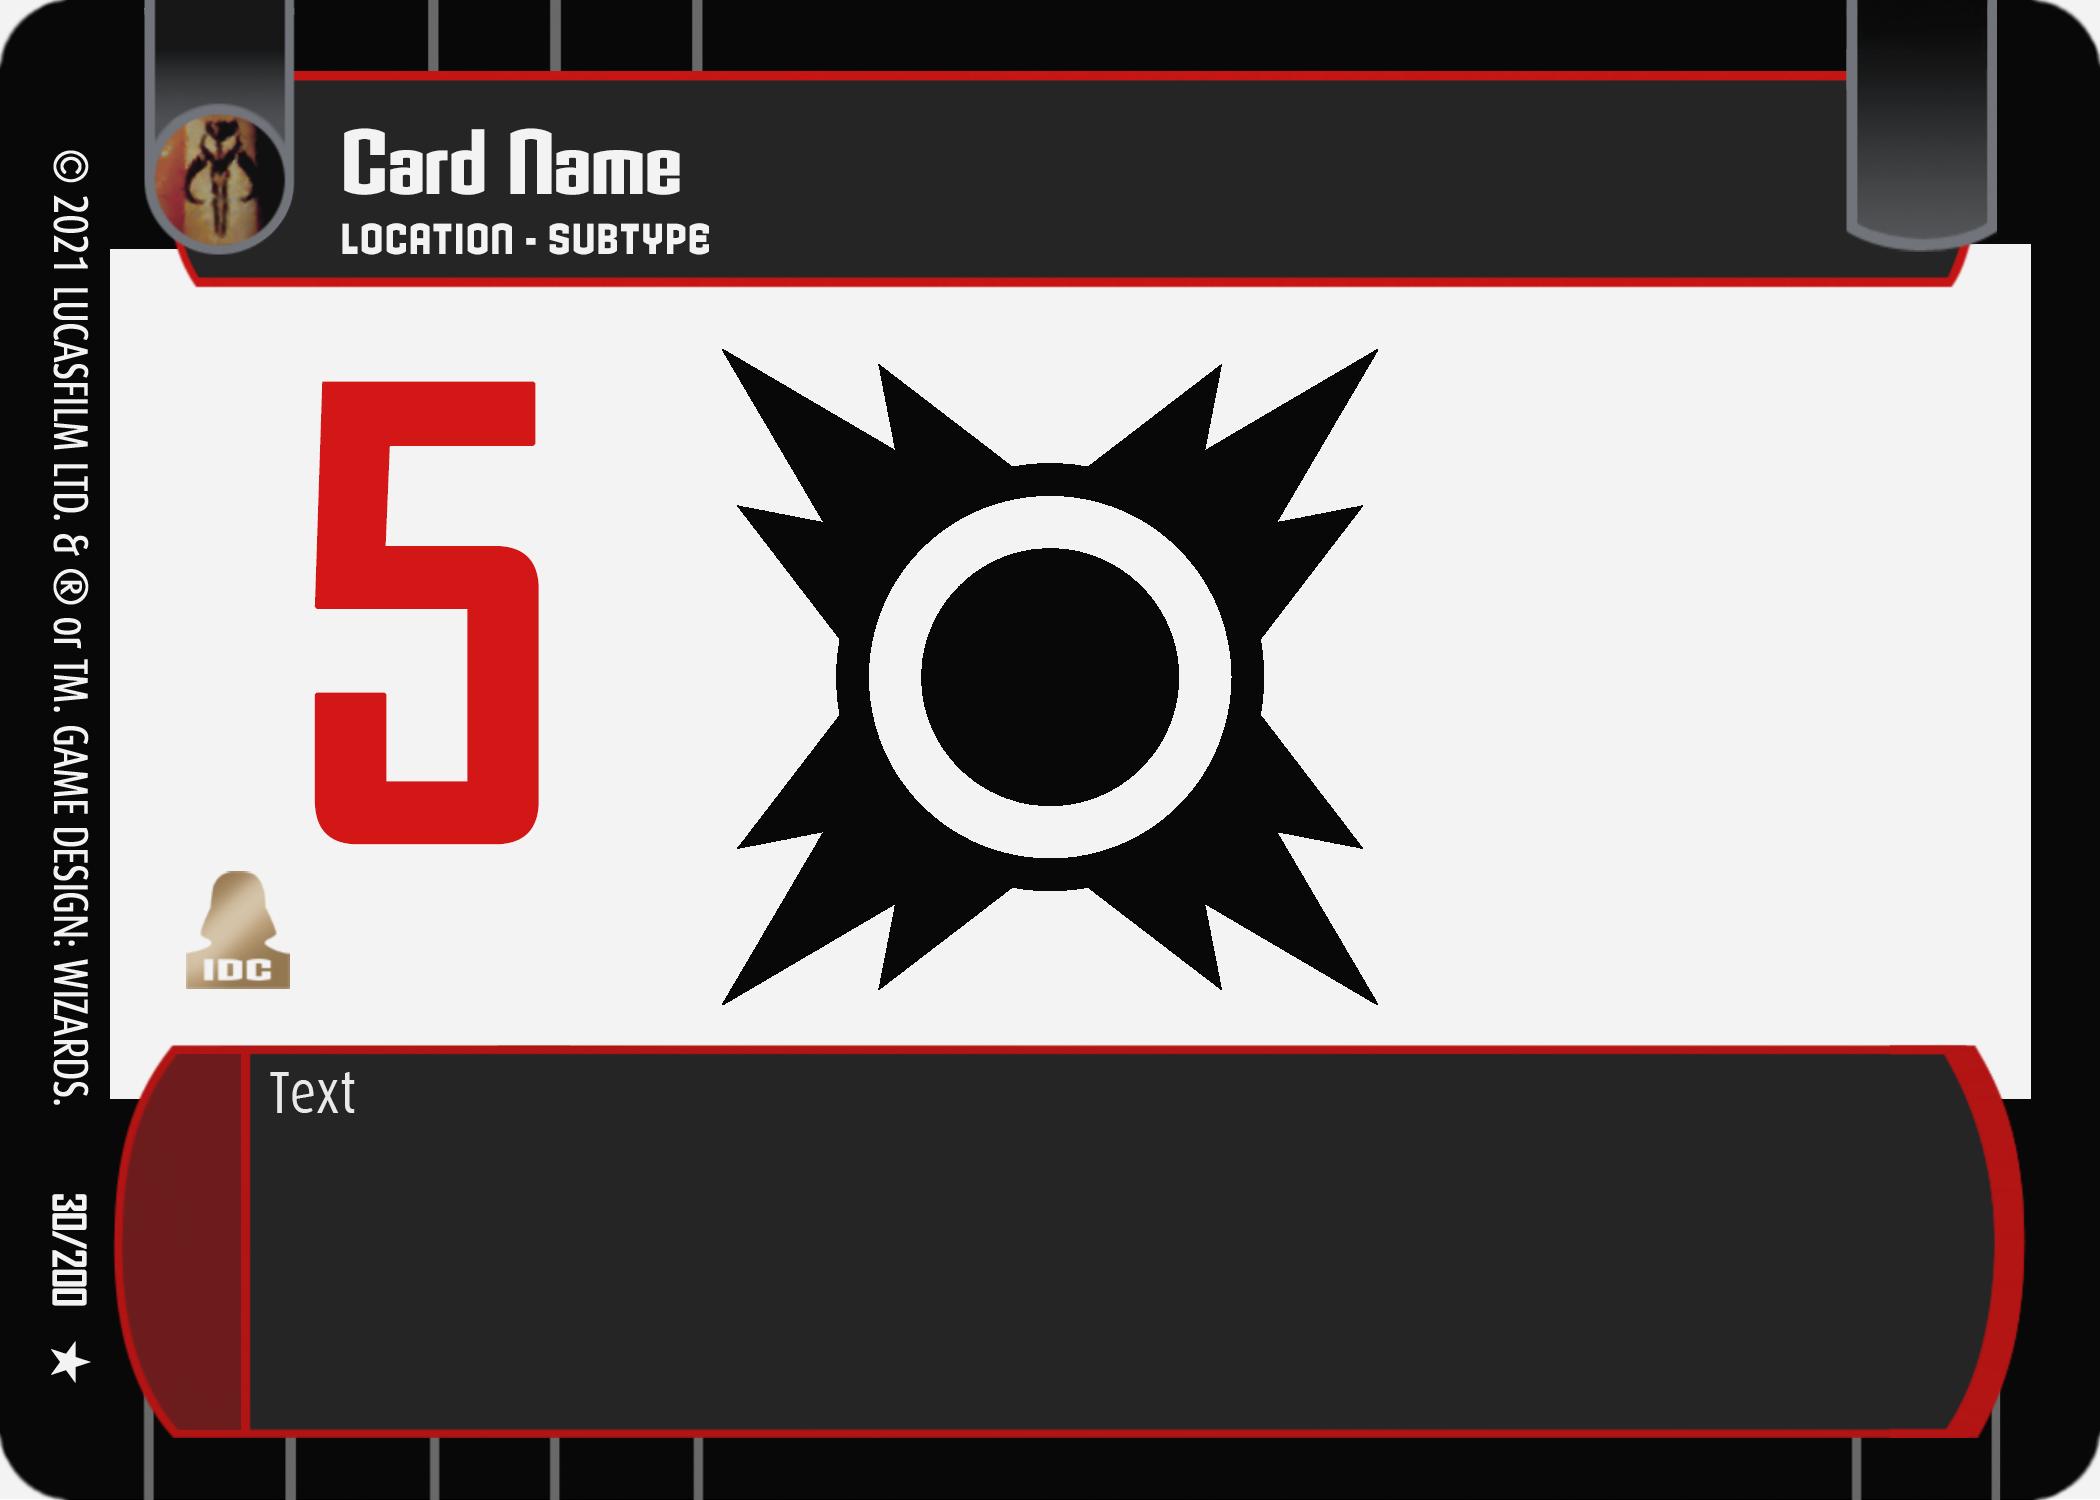 Card Name
LOCATION - SUBTYPE
5
IDC
Text
© 2021 LUCASFILM LTD. & ® or TM. GAME DESIGN: WIZARDS.
30/200 ★